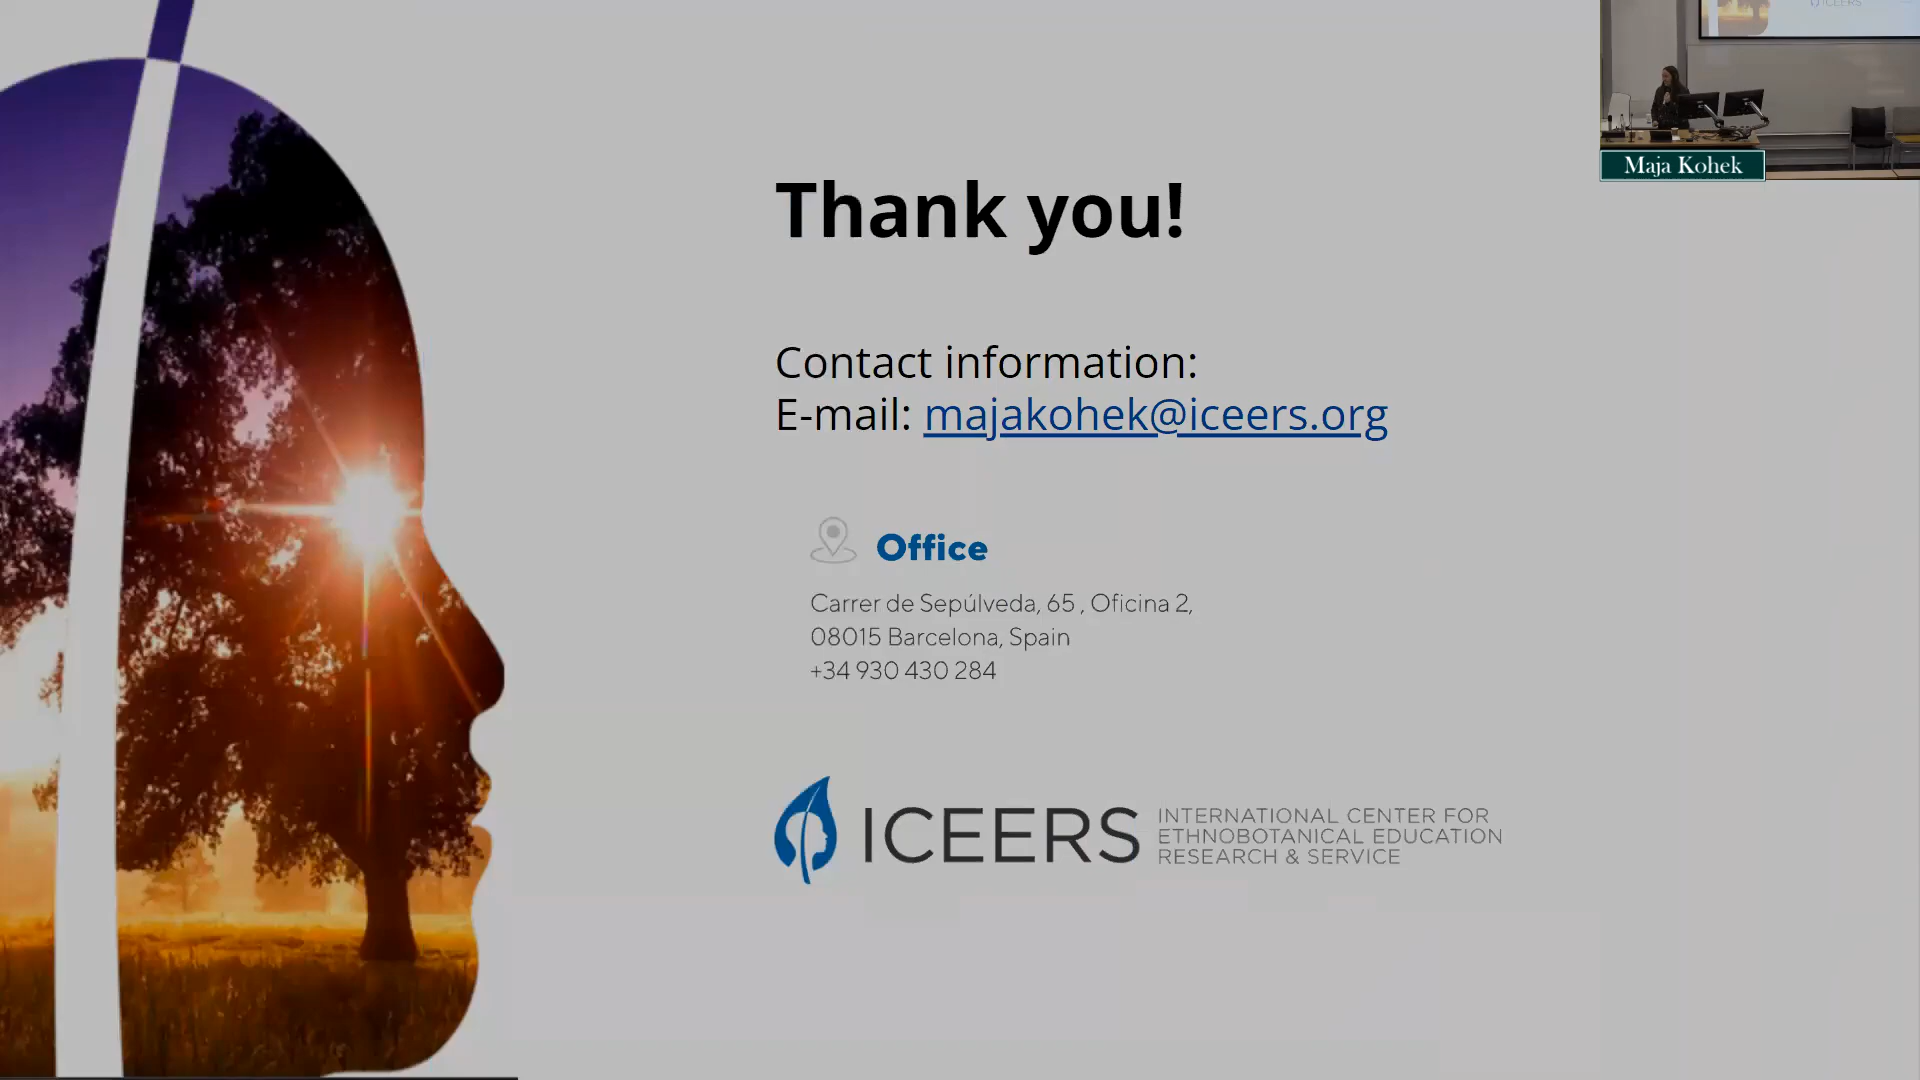 ICEERS
Maja Kohek
Thank you!
Contact information:
E-mail: majakohek@iceers.org
Office
Carrer de Sepúlveda, 65 , Oficina 2,
08015 Barcelona, Spain
+34 930 430 284
ICEERS
INTERNATIONAL CENTER FOR
ETHNOBOTANICAL EDUCATION
RESEARCH & SERVICE